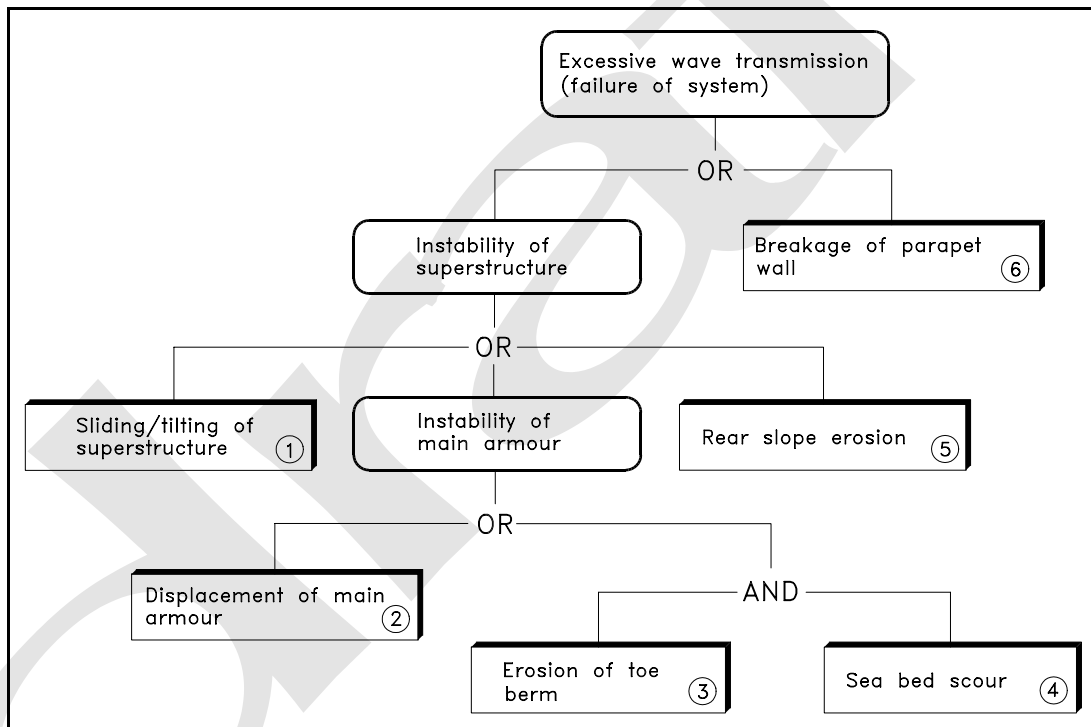 Excessive wave transmission
(failure of system)
OR
Instability of
superstructure
Breakage of parapet
wall
6
OR
Sliding/tilting of
superstructure
1
Instability of
main armour
Rear slope erosion
5
OR
Displacement of main
armour
2
AND
Erosion of toe
berm
3
Sea bed scour
4